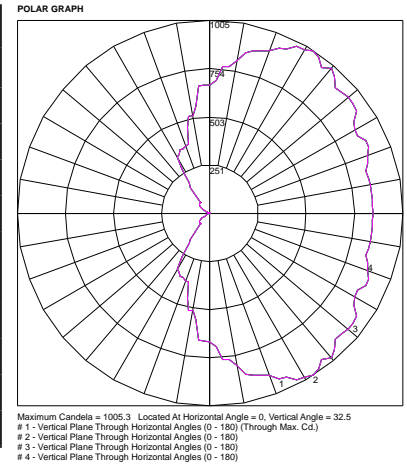 POLAR GRAPH
1005
754
503
251
4
3
1
2
Maximum Candela = 1005.3 Located At Horizontal Angle = 0, Vertical Angle = 32.5
# 1 - Vertical Plane Through Horizontal Angles (0 - 180) (Through Max. Cd.)
# 2 - Vertical Plane Through Horizontal Angles (0 - 180)
# 3 - Vertical Plane Through Horizontal Angles (0 - 180)
# 4 - Vertical Plane Through Horizontal Angles (0 - 180)